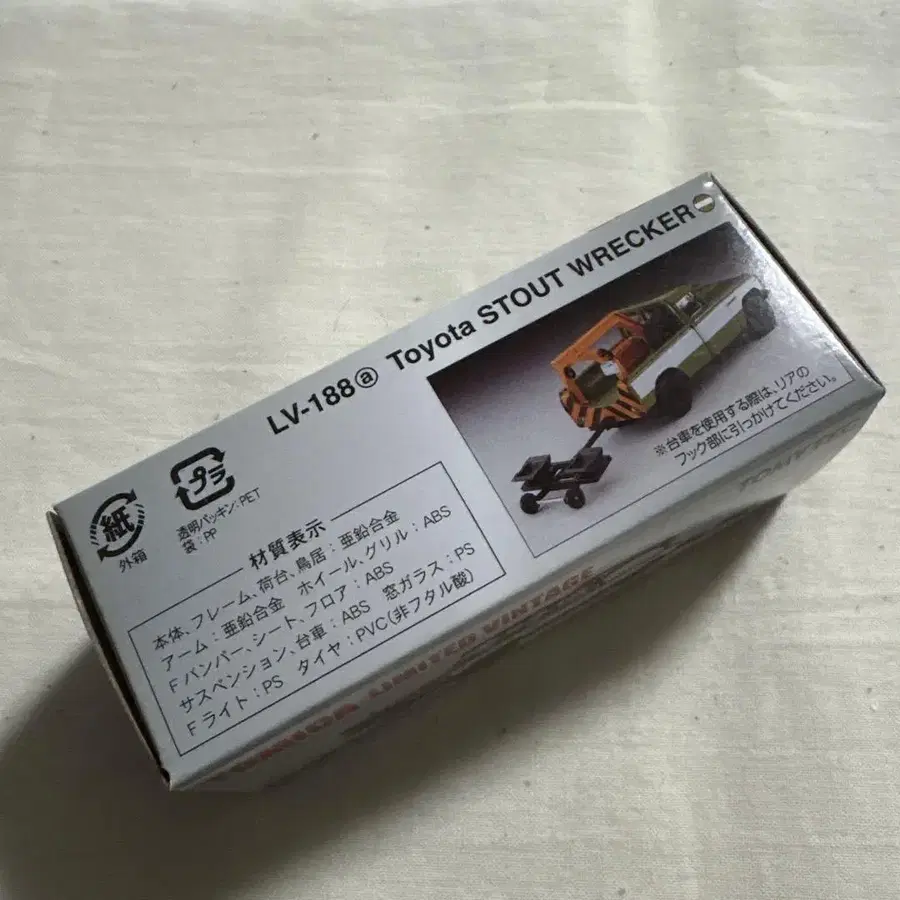 LV-188ⓐ Toyota STOUT WRECKER
※台車を使用する際は、リアの
フック部に引っかけてください。
紙
外箱
プラ
透明パッキン:PET
袋:PP
材質表示
本体、フレーム、荷台、鳥居:亜鉛合金
アーム:亜鉛合金 ホイール、グリル:ABS
Fバンパー、シート、フロア:ABS
サスペンション、台車:ABS 窓ガラス:PS
Fライト:PS タイヤ:PVC(非フタル酸)
TOMICA LIMITED VINTAGE
TOMYTEC